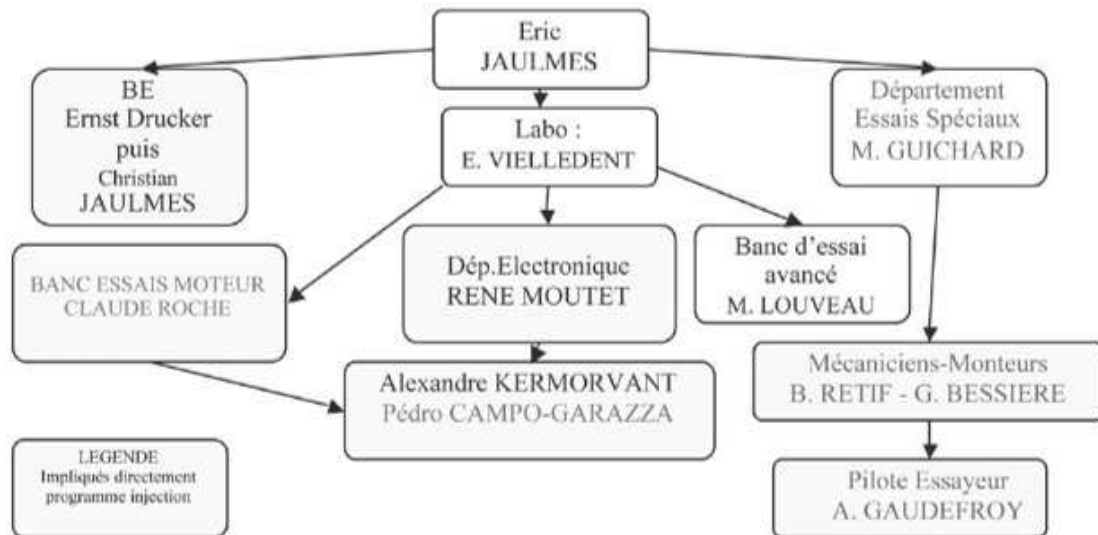 Eric
JAULMES
BE
Ernst Drucker
puis
Christian
JAULMES
Labo :
E. VIELLEDENT
Département
Essais Spéciaux
M. GUICHARD
BANC ESSAIS MOTEUR
CLAUDE ROCHE
Dép.Electronique
RENE MOUTET
Banc d'essai
avancé
M. LOUVEAU
Alexandre KERMORVANT
Pédro CAMPO-GARAZZA
Mécaniciens-Monteurs
B. RETIF - G. BESSIERE
LEGENDE
Impliqués directement
programme injection
Pilote Essayeur
A. GAUDEFROY